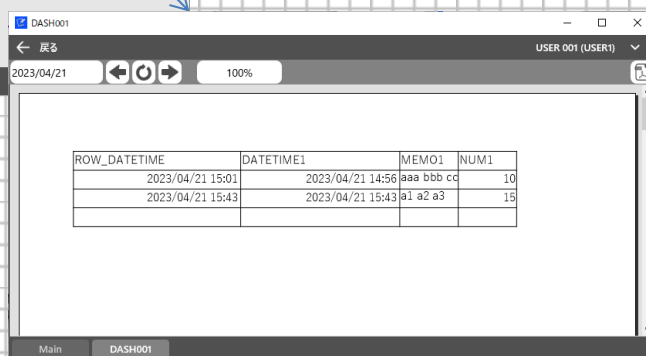 DASH001
戻る
USER 001 (USER1)
2023/04/21
100%
ROW_DATETIME DATETIME1 MEMO1 NUM1
2023/04/21 15:01 2023/04/21 14:56 aaa bbb cc 10
2023/04/21 15:43 2023/04/21 15:43 a1 a2 a3 15
Main DASH001